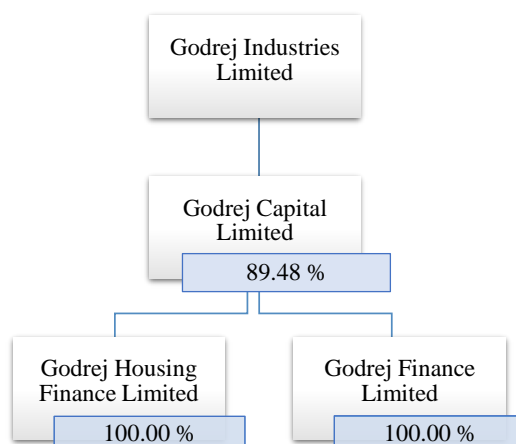 Godrej Industries
Limited
Godrej Capital
Limited
89.48 %
Godrej Housing
Finance Limited
100.00 %
Godrej Finance
Limited
100.00 %